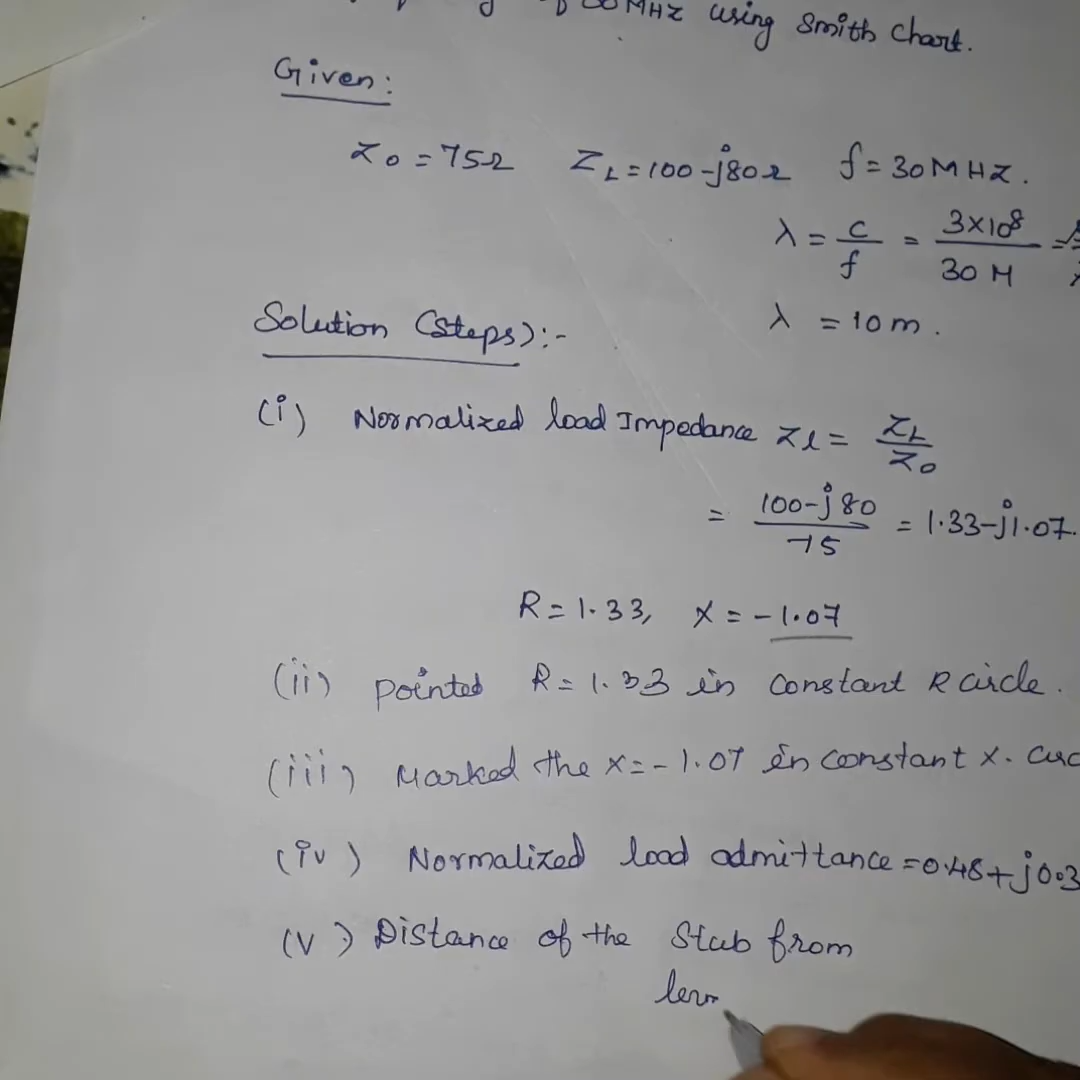 MHz using Smith Chart.
Given:
Z0 = 75Ω ZL = 100-j80Ω f = 30MHZ.
λ = c/f = 3×10⁸/30 M =
λ = 10m.
Solution (steps):-
(i) Normalized load Impedance Zl = ZL/Z0
= 100-j80/75 = 1.33-j1.07.
R = 1.33, X = -1.07
(ii) pointed R = 1.33 in constant R circle.
(iii) Marked the X = -1.07 in constant X.
(iv) Normalized load admittance = 0.48+j0.3
(v) Distance of the Stub from